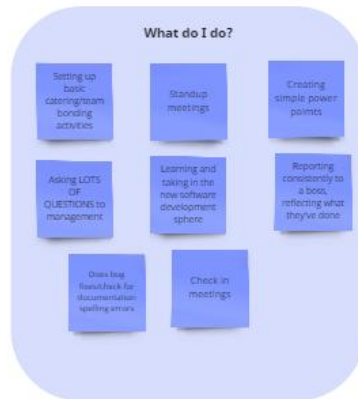 What do I do?
Setting up
basic
catering/team
bonding
activities
Standup
meetings
Creating
simple power
points
Asking LOTS
OF
QUESTIONS to
management
Learning and
taking in the
new software
development
sphere
Reporting
consistently to
a boss,
reflecting what
they've done
Does bug
fixes/check for
documentation
spelling errors
Check in
meetings